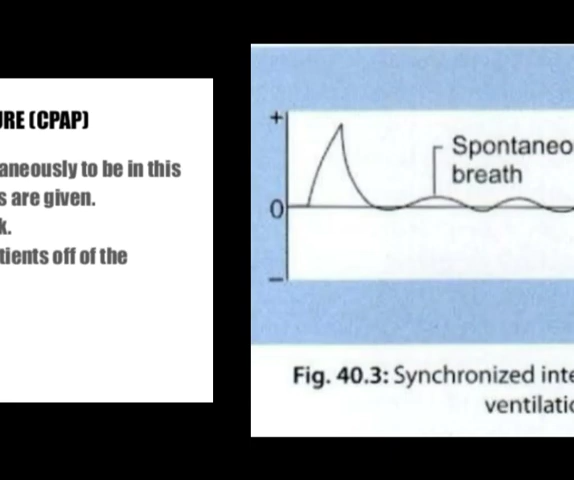 URE (CPAP)
aneously to be in this
s are given.
k.
tients off of the
+
0
–
Spontaneo
breath
Fig. 40.3: Synchronized inte
ventilatio